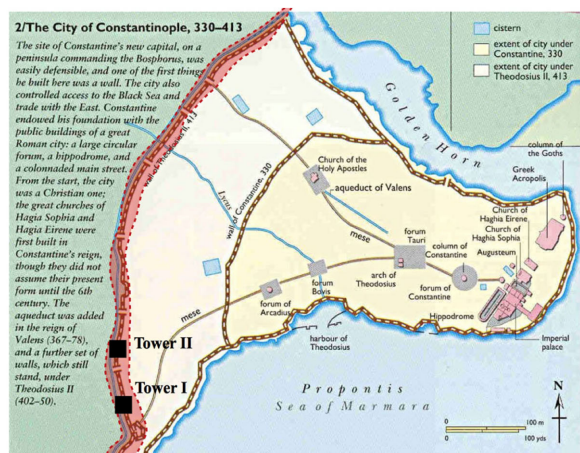 2/The City of Constantinople, 330–413
The site of Constantine's new capital, on a
peninsula commanding the Bosphorus, was
easily defensible, and one of the first things
he built here was a wall. The city also
controlled access to the Black Sea and
trade with the East. Constantine
endowed his foundation with the
public buildings of a great
Roman city: a large circular
forum, a hippodrome, and
a colonnaded main street.
From the start, the city
was a Christian one;
the great churches of
Hagia Sophia and
Hagia Eirene were
first built in
Constantine's reign,
though they did not
assume their present
form until the 6th
century. The
aqueduct was added
in the reign of
Valens (367–78),
and a further set of
walls, which still
stand, under
Theodosius II
(402–50).
cistern
extent of city under
Constantine, 330
extent of city under
Theodosius II, 413
wall of Theodosius II, 413
Lycus
wall of Constantine, 330
Golden Horn
column of
the Goths
Greek
Acropolis
Church of the
Holy Apostles
aqueduct of Valens
mese
forum
Tauri
column of
Constantine
Church of
Haghia Eirene
Church of
Haghia Sophia
Augusteum
arch of
Theodosius
forum of
Constantine
forum
Bovis
forum of
Arcadius
mese
Hippodrome
harbour of
Theodosius
Imperial
palace
Tower II
Tower I
Propontis
Sea of Marmara
N
0
100 m
0
100 yds